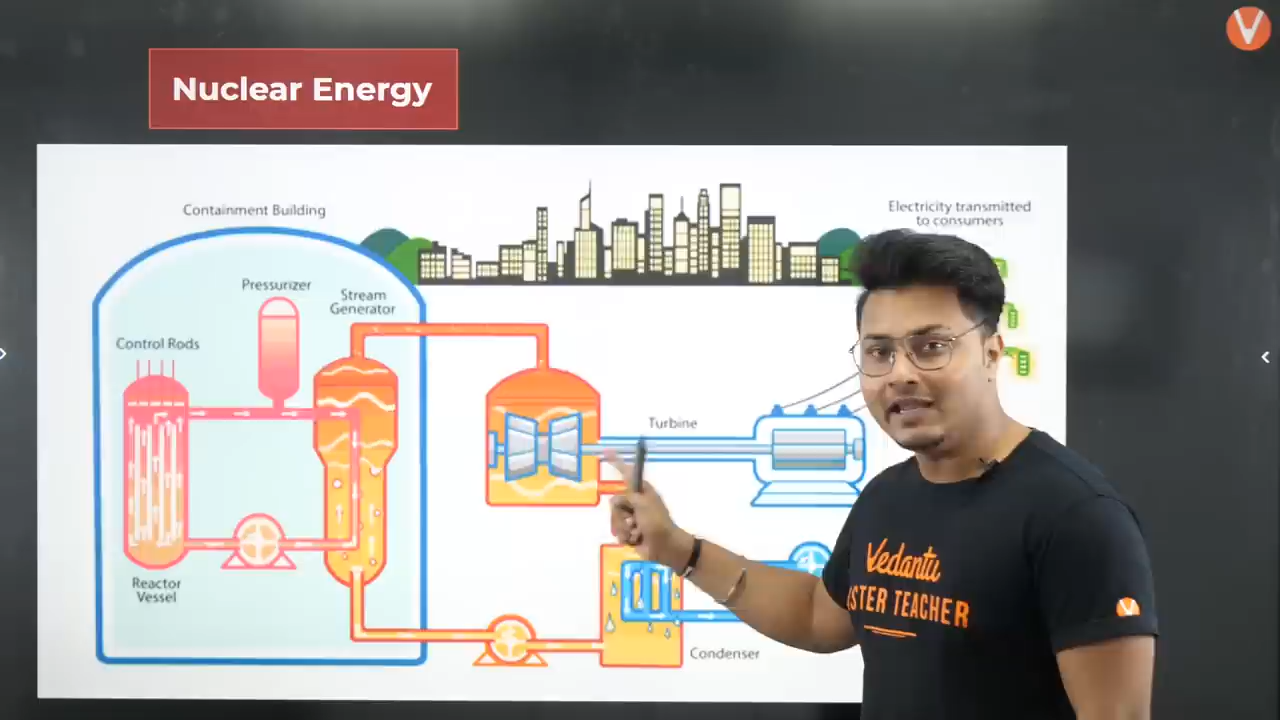 Nuclear Energy
Containment Building
Electricity transmitted
to consumers
Pressurizer
Stream
Generator
Control Rods
Turbine
Reactor
Vessel
Condenser
Vedantu
STER TEACHER